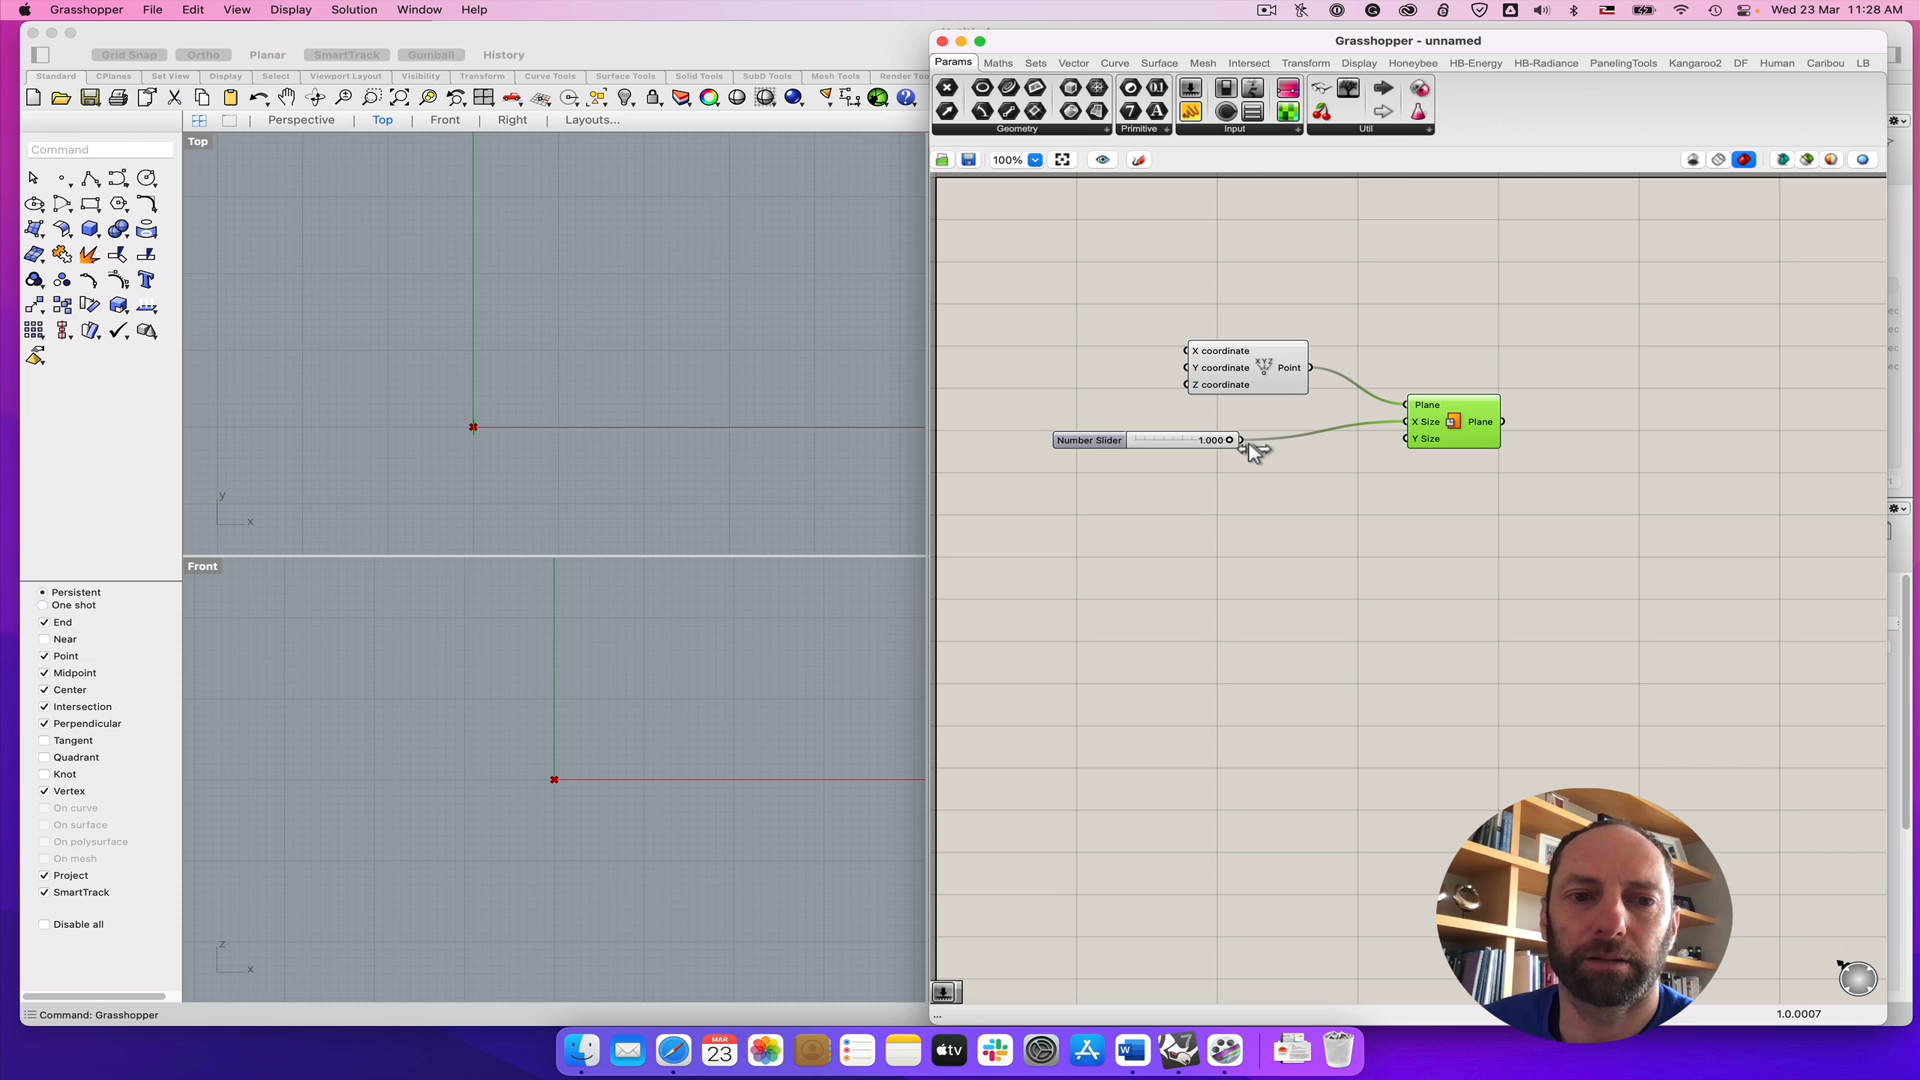 Grasshopper File Edit View Display Solution Window Help
Wed 23 Mar 11:28 AM
Grid Snap Ortho Planar SmartTrack Gumball History
Standard CPlanes Set View Display Select Viewport Layout Visibility Transform Curve Tools Surface Tools Solid Tools SubD Tools Mesh Tools Render Too
Perspective Top Front Right Layouts...
Command
Top
y
x
Front
z
x
Persistent
One shot
End
Near
Point
Midpoint
Center
Intersection
Perpendicular
Tangent
Quadrant
Knot
Vertex
On curve
On surface
On polysurface
On mesh
Project
SmartTrack
Disable all
Command: Grasshopper
Grasshopper - unnamed
Params Maths Sets Vector Curve Surface Mesh Intersect Transform Display Honeybee HB-Energy HB-Radiance PanelingTools Kangaroo2 DF Human Caribou LB
Geometry Primitive Input Util
100%
X coordinate
Y coordinate
Z coordinate
Point
Number Slider 1.000
Plane
X Size
Y Size
Plane
...
1.0.0007
MAR
23
tv
7